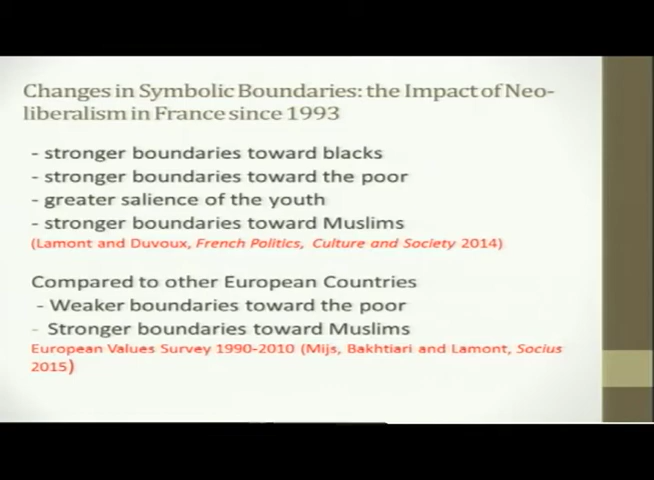 Changes in Symbolic Boundaries: the Impact of Neo-
liberalism in France since 1993
- stronger boundaries toward blacks
- stronger boundaries toward the poor
- greater salience of the youth
- stronger boundaries toward Muslims
(Lamont and Duvoux, French Politics, Culture and Society 2014)
Compared to other European Countries
- Weaker boundaries toward the poor
- Stronger boundaries toward Muslims
European Values Survey 1990-2010 (Mijs, Bakhtiari and Lamont, Socius
2015)